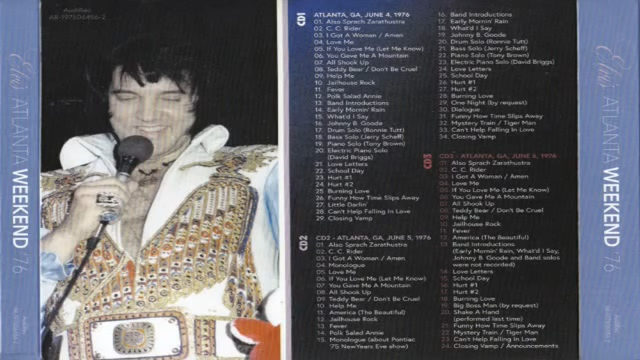 Audifon
AR-197604496-2
Elvis ATLANTA WEEKEND '76
CD1
ATLANTA, GA, JUNE 4, 1976
01. Also Sprach Zarathustra
02. C. C. Rider
03. I Got A Woman / Amen
04. Love Me
05. If You Love Me (Let Me Know)
06. You Gave Me A Mountain
07. All Shook Up
08. Teddy Bear / Don't Be Cruel
09. Help Me
10. Jailhouse Rock
11. Fever
12. Polk Salad Annie
13. Band Introductions
14. Early Mornin' Rain
15. What'd I Say
16. Johnny B. Goode
17. Drum Solo (Ronnie Tutt)
18. Bass Solo (Jerry Scheff)
19. Piano Solo (Tony Brown)
20. Electric Piano Solo
(David Briggs)
21. Love Letters
22. School Day
23. Hurt #1
24. Hurt #2
25. Burning Love
26. Funny How Time Slips Away
27. Little Darlin'
28. Can't Help Falling In Love
29. Closing Vamp
CD2
CD2 - ATLANTA, GA, JUNE 5, 1976
01. Also Sprach Zarathustra
02. C. C. Rider
03. I Got A Woman / Amen
04. Monologue
05. Love Me
06. If You Love Me (Let Me Know)
07. You Gave Me A Mountain
08. All Shook Up
09. Teddy Bear / Don't Be Cruel
10. Help Me
11. America (The Beautiful)
12. Jailhouse Rock
13. Fever
14. Polk Salad Annie
15. Monologue (about Pontiac
'75 NewYears Eve show)
16. Band Introductions
17. Early Mornin' Rain
18. What'd I Say
19. Johnny B. Goode
20. Drum Solo (Ronnie Tutt)
21. Bass Solo (Jerry Scheff)
22. Piano Solo (Tony Brown)
23. Electric Piano Solo (David Briggs)
24. Love Letters
25. School Day
26. Hurt #1
27. Hurt #2
28. Burning Love
29. One Night (by request)
30. Dialogue
31. Funny How Time Slips Away
32. Mystery Train / Tiger Man
33. Can't Help Falling In Love
34. Closing Vamp
CD3
CD3 - ATLANTA, GA, JUNE 6, 1976
01. Also Sprach Zarathustra
02. C. C. Rider
03. I Got A Woman / Amen
04. Love Me
05. If You Love Me (Let Me Know)
06. You Gave Me A Mountain
07. All Shook Up
08. Teddy Bear / Don't Be Cruel
09. Help Me
10. Jailhouse Rock
11. Fever
12. America (The Beautiful)
13. Band Introductions
(Early Mornin' Rain, What'd I Say,
Johnny B. Goode and Band solos
were not recorded)
14. Love Letters
15. School Day
16. Hurt #1
17. Hurt #2
18. Burning Love
19. Big Boss Man (by request)
20. Shake A Hand
(performed last time)
21. Funny How Time Slips Away
22. Mystery Train / Tiger Man
23. Can't Help Falling In Love
24. Closing Vamp / Announcements
Elvis ATLANTA WEEKEND '76